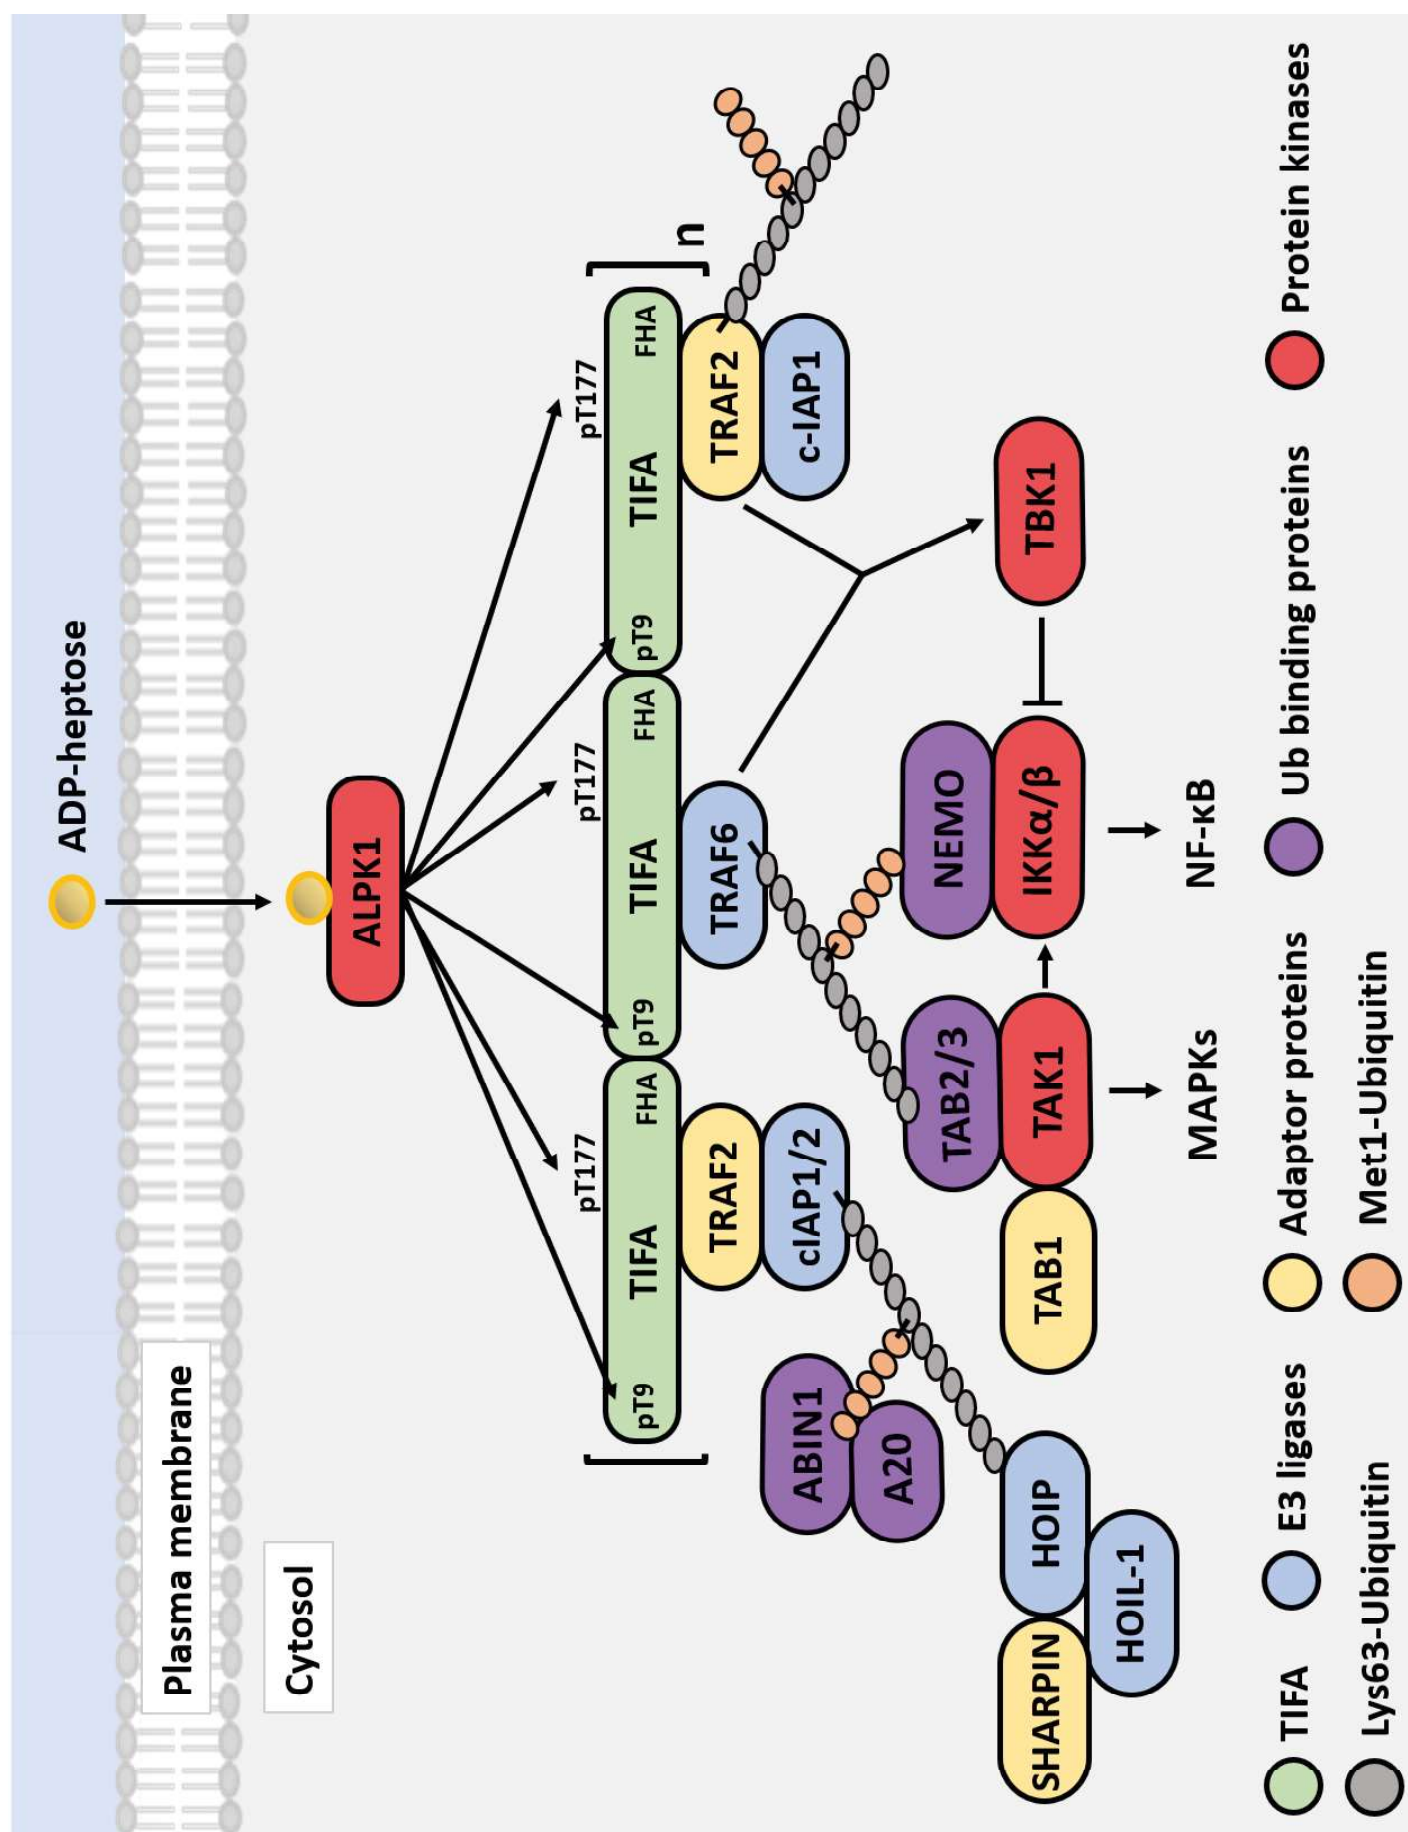 ADP-heptose
Plasma membrane
Cytosol
ALPK1
pT177
pT177
pT177
pT9
TIFA
FHA
pT9
TIFA
FHA
pT9
TIFA
FHA
n
TRAF2
TRAF6
TRAF2
cIAP1/2
c-IAP1
ABIN1
A20
TAB2/3
NEMO
SHARPIN
HOIP
HOIL-1
TAB1
TAK1
IKKα/β
TBK1
MAPKs
NF-κB
TIFA
E3 ligases
Adaptor proteins
Ub binding proteins
Protein kinases
Lys63-Ubiquitin
Met1-Ubiquitin